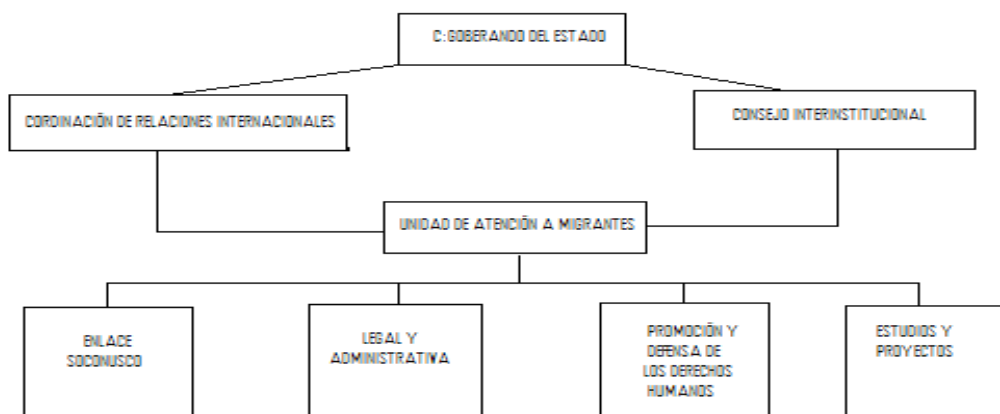 C:GOBERANDO DEL ESTADO
CORDINACIÓN DE RELACIONES INTERNACIONALES
CONSEJO INTERINSTITUCIONAL
UNIDAD DE ATENCIÓN A MIGRANTES
ENLACE
SOCONUSCO
LEGAL Y
ADMINISTRATIVA
PROMOCIÓN Y
DEFENSA DE
LOS DERECHOS
HUMANOS
ESTUDIOS Y
PROYECTOS